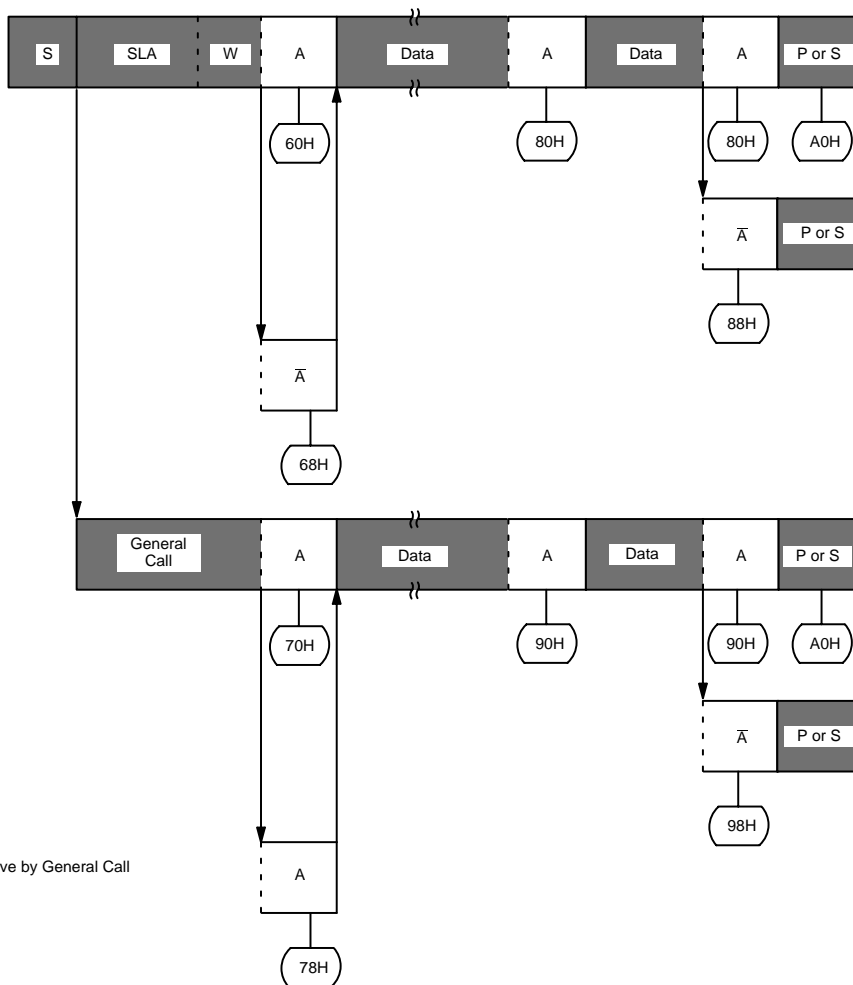 S SLA W A Data A Data A P or S
60H 80H 80H A0H
A̅ P or S
88H
A̅
68H
General
Call
A Data A Data A P or S
70H 90H 90H A0H
A̅ P or S
98H
ve by General Call
A
78H